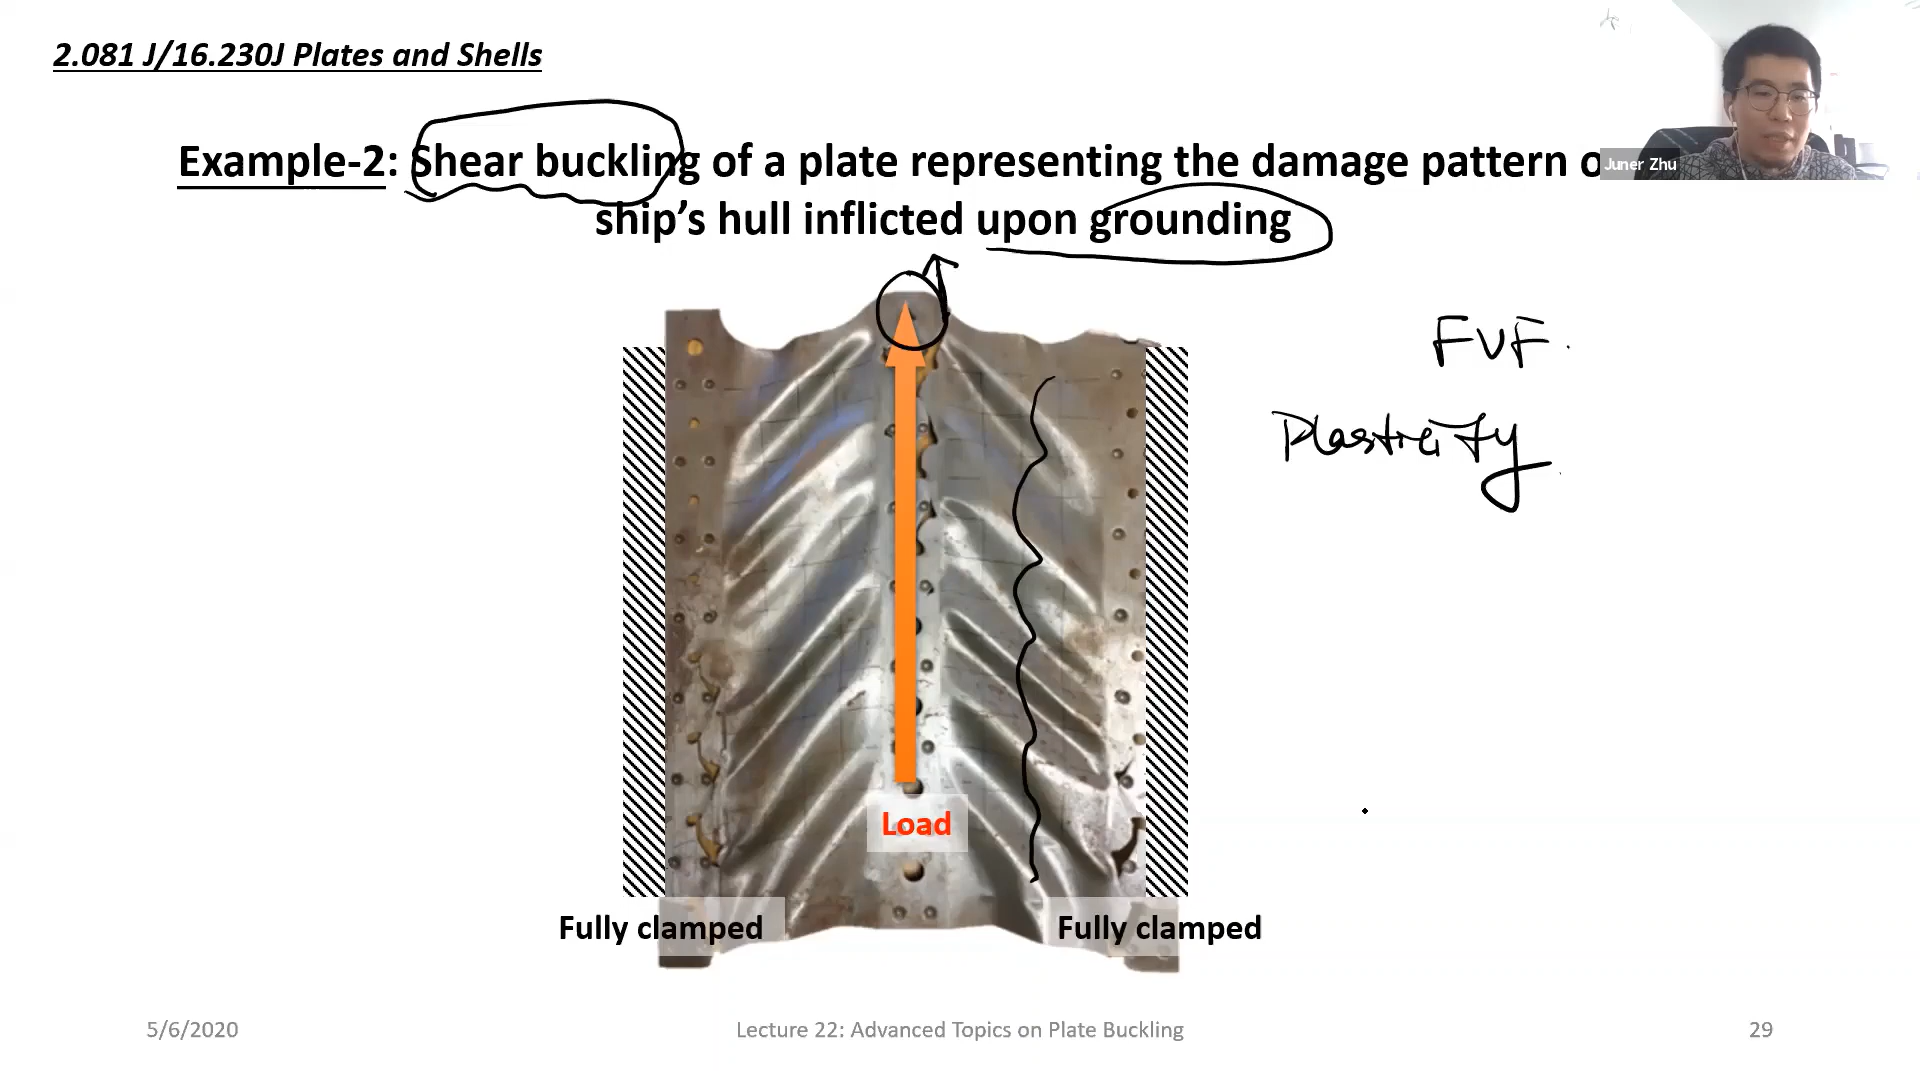 2.081 J/16.230J Plates and Shells
Example-2: Shear buckling of a plate representing the damage pattern o
ship's hull inflicted upon grounding
Juner Zhu
FvF.
Plasticity
Load
Fully clamped
Fully clamped
5/6/2020
Lecture 22: Advanced Topics on Plate Buckling
29